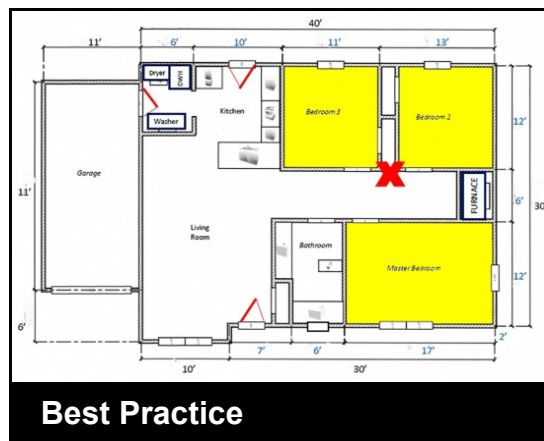 40'
11'
6'
10'
11'
13'
Dryer
DWH
Washer
Kitchen
Bedroom 3
Bedroom 2
12'
11'
Garage
FURNACE
6'
30'
Living
Room
Bathroom
Master Bedroom
12'
6'
2'
7'
6'
17'
10'
30'
Best Practice